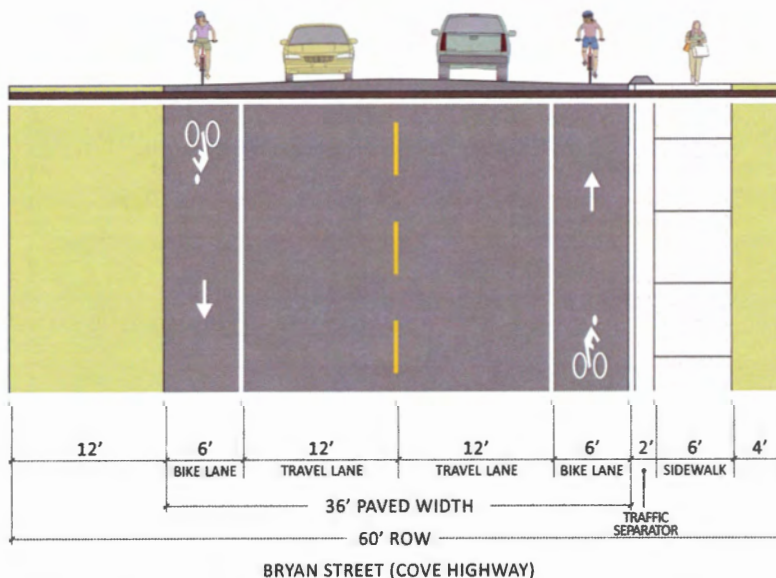 12' 6' 12' 12' 6' 2' 6' 4'
BIKE LANE TRAVEL LANE TRAVEL LANE BIKE LANE SIDEWALK
36' PAVED WIDTH
TRAFFIC
SEPARATOR
60' ROW
BRYAN STREET (COVE HIGHWAY)